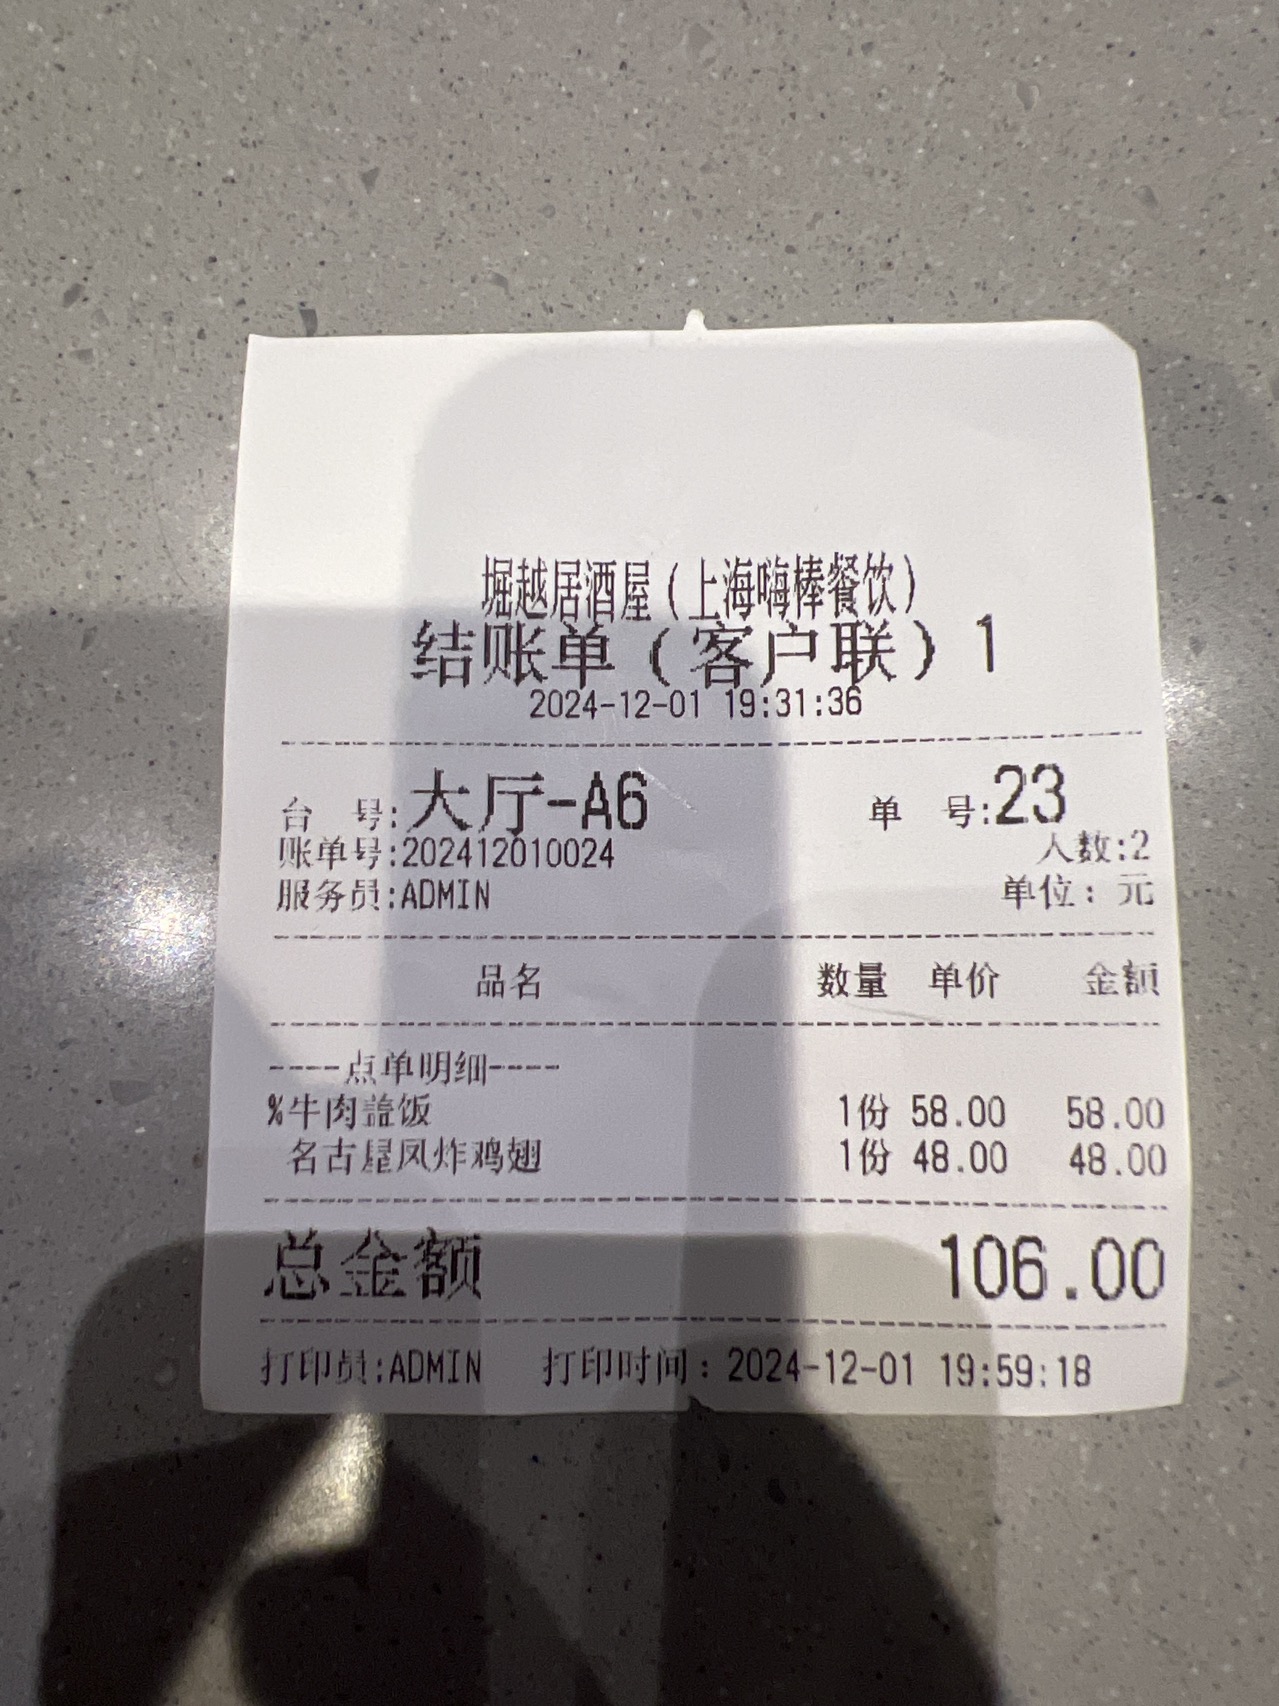 堀越居酒屋(上海嗨棒餐饮)
结账单(客户联)1
2024-12-01 19:31:36
台 号:大厅-A6 单 号:23
账单号:202412010024 人数:2
服务员:ADMIN 单位: 元
品名 数量 单价 金额
----点单明细----
%牛肉盖饭 1份 58.00 58.00
名古屋风炸鸡翅 1份 48.00 48.00
总金额 106.00
打印员:ADMIN 打印时间:2024-12-01 19:59:18